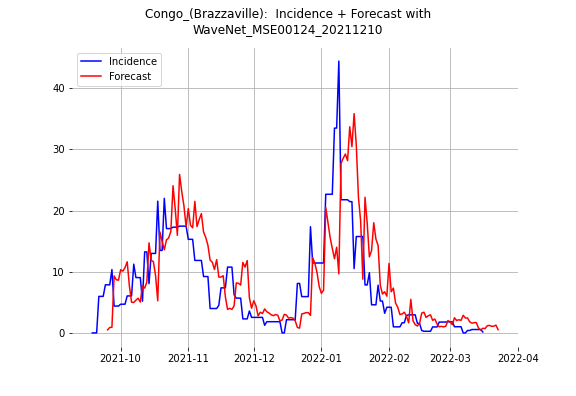 Congo_(Brazzaville):  Incidence + Forecast with
WaveNet_MSE00124_20211210
Incidence
Forecast
40
30
20
10
0
2021-10 2021-11 2021-12 2022-01 2022-02 2022-03 2022-04